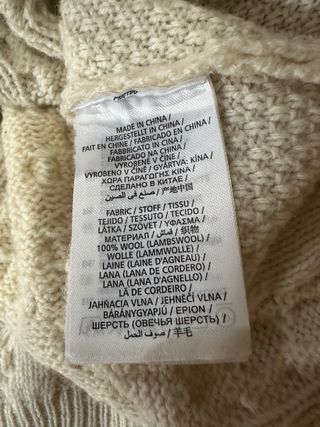 MADE IN CHINA /
HERGESTELLT IN CHINA /
FAIT EN CHINE / FABRICADO EN CHINA /
FABBRICATO IN CINA /
FABRICADO NA CHINA /
VYROBENÉ V ČÍNE /
VYROBENO V ČÍNĚ / GYÁRTVA: KÍNA /
ΧΩΡΑ ΠΑΡΑΓΩΓΗΣ ΚΙΝΑ /
СДЕЛАНО В КИТАЕ /
صنع في الصين / 产地中国
FABRIC / STOFF / TISSU /
TEJIDO / TESSUTO / TECIDO /
LÁTKA / SZÖVET / ΥΦΑΣΜΑ /
МАТЕРИАЛ / قماش / 织物
100% WOOL (LAMBSWOOL) /
WOLLE (LAMMWOLLE) /
LAINE (LAINE D'AGNEAU) /
LANA (LANA DE CORDERO) /
LANA (LANA D'AGNELLO) /
LÃ DE CORDEIRO /
JAHŇACIA VLNA / JEHNEČÍ VLNA /
BÁRÁNYGYAPJÚ / ΕΡΙΟΝ /
ШЕРСТЬ (ОВЕЧЬЯ ШЕРСТЬ) /
صوف الحمل / 羊毛